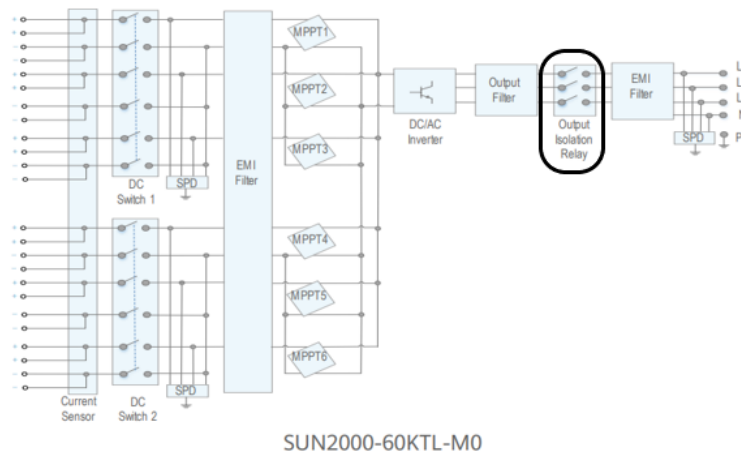 MPPT1
MPPT2
MPPT3
MPPT4
MPPT5
MPPT6
EMI
Filter
DC
Switch 1
SPD
DC/AC
Inverter
Output
Filter
Output
Isolation
Relay
EMI
Filter
L
L
L
N
P
SPD
Current
Sensor
DC
Switch 2
SPD
SUN2000-60KTL-M0